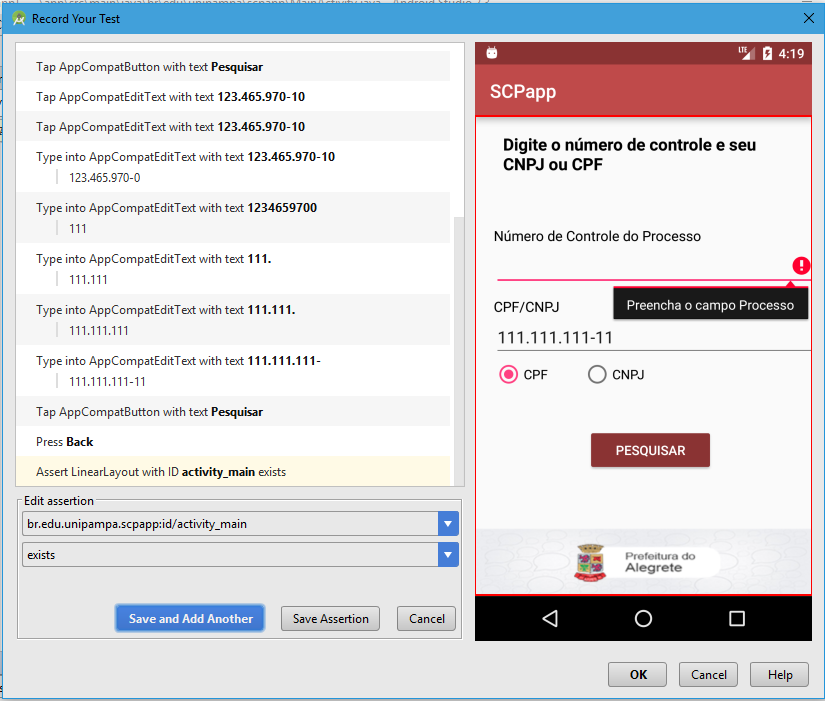 Record Your Test
Tap AppCompatButton with text Pesquisar
Tap AppCompatEditText with text 123.465.970-10
Tap AppCompatEditText with text 123.465.970-10
Type into AppCompatEditText with text 123.465.970-10
123.465.970-0
Type into AppCompatEditText with text 1234659700
111
Type into AppCompatEditText with text 111.
111.111
Type into AppCompatEditText with text 111.111.
111.111.111
Type into AppCompatEditText with text 111.111.111-
111.111.111-11
Tap AppCompatButton with text Pesquisar
Press Back
Assert LinearLayout with ID activity_main exists
Edit assertion
br.edu.unipampa.scpapp:id/activity_main
exists
Save and Add Another
Save Assertion
Cancel
LTE 4:19
SCPapp
Digite o número de controle e seu
CNPJ ou CPF
Número de Controle do Processo
CPF/CNPJ
Preencha o campo Processo
111.111.111-11
CPF
CNPJ
PESQUISAR
Prefeitura do
Alegrete
OK
Cancel
Help